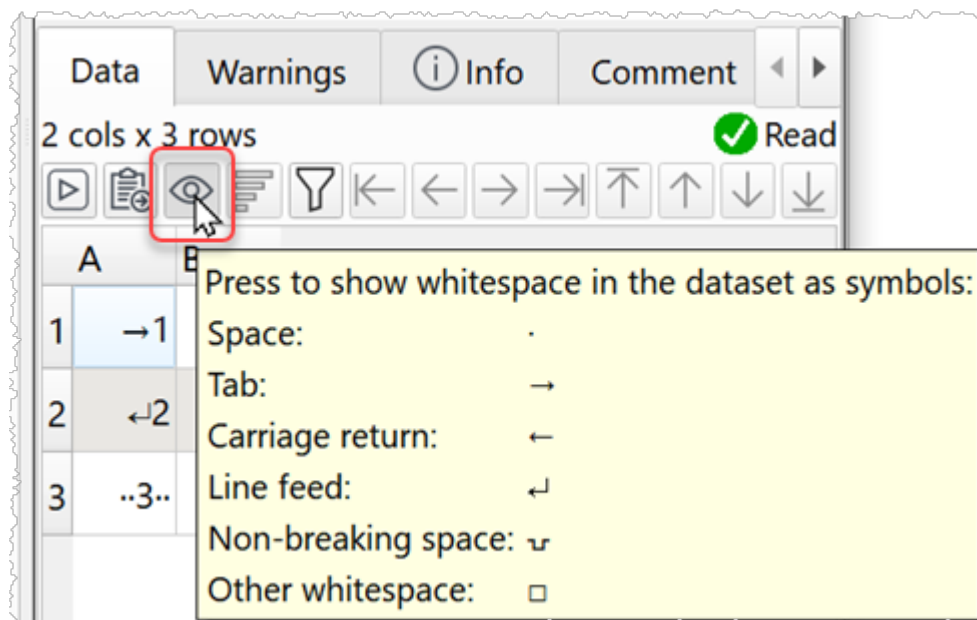 Data Warnings Info Comment
2 cols x 3 rows Read
A
1 →1
2 ↵2
3 ··3··
Press to show whitespace in the dataset as symbols:
Space: ·
Tab: →
Carriage return: ←
Line feed: ↵
Non-breaking space: ⍽
Other whitespace: □